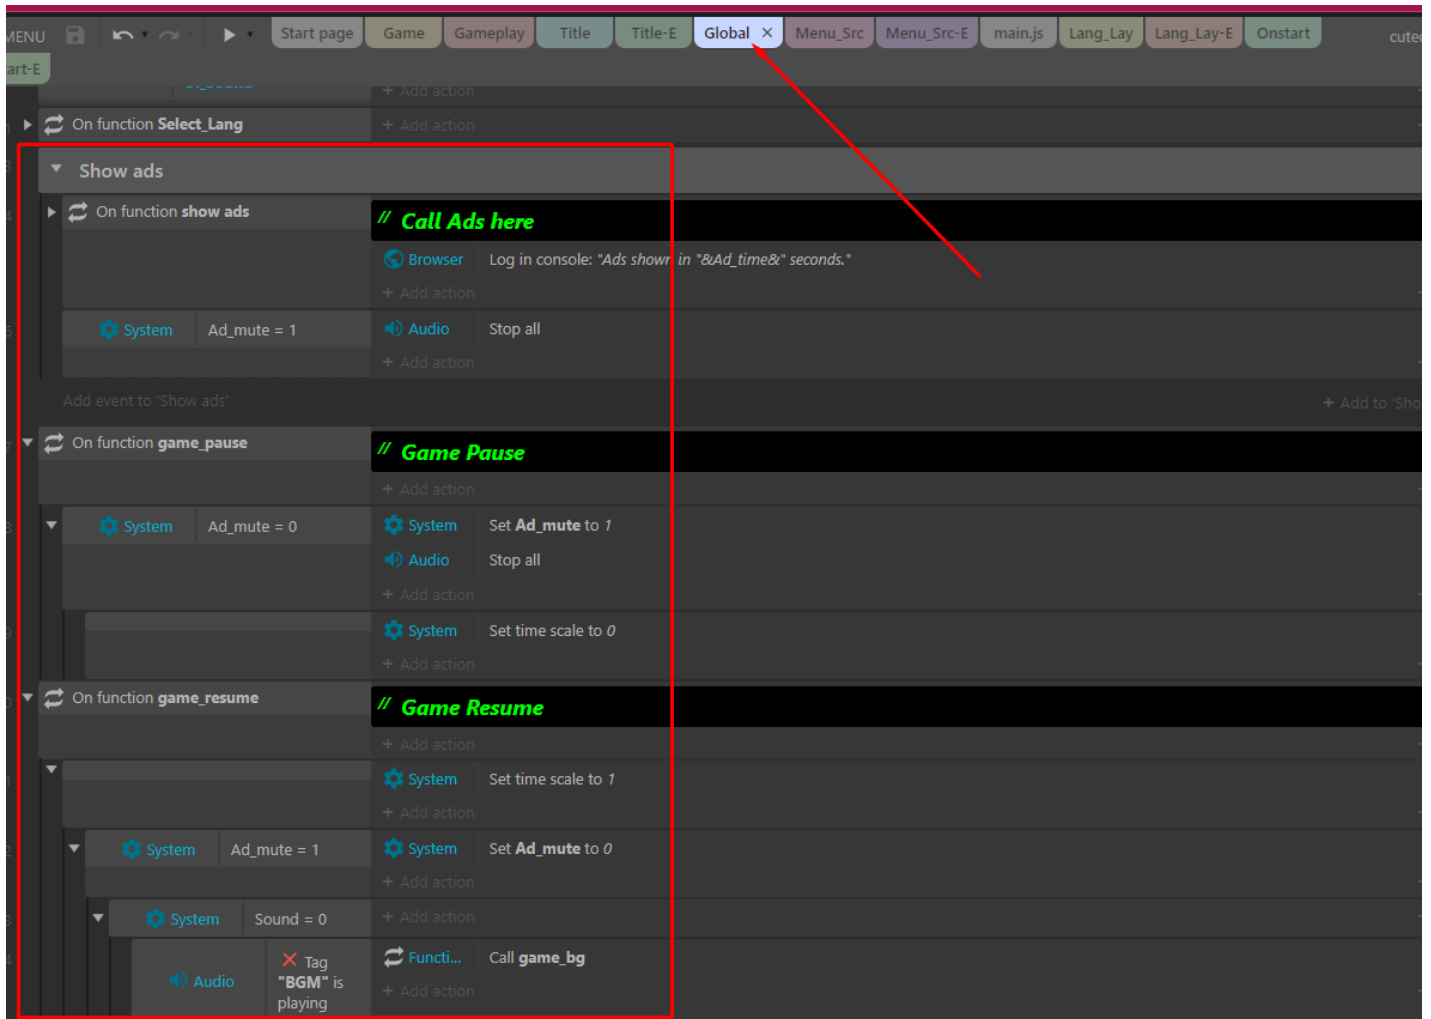 MENU
Start page
Game
Gameplay
Title
Title-E
Global ×
Menu_Src
Menu_Src-E
main.js
Lang_Lay
Lang_Lay-E
Onstart
art-E
+ Add action
On function Select_Lang
+ Add action
Show ads
On function show ads
// Call Ads here
Browser Log in console: "Ads shown in "&Ad_time&" seconds."
+ Add action
System Ad_mute = 1
Audio Stop all
+ Add action
Add event to 'Show ads'
+ Add to 'Sho
On function game_pause
// Game Pause
+ Add action
System Ad_mute = 0
System Set Ad_mute to 1
Audio Stop all
+ Add action
System Set time scale to 0
+ Add action
On function game_resume
// Game Resume
+ Add action
System Set time scale to 1
+ Add action
System Ad_mute = 1
System Set Ad_mute to 0
+ Add action
System Sound = 0
+ Add action
Audio
Tag
"BGM" is
playing
Functi... Call game_bg
+ Add action